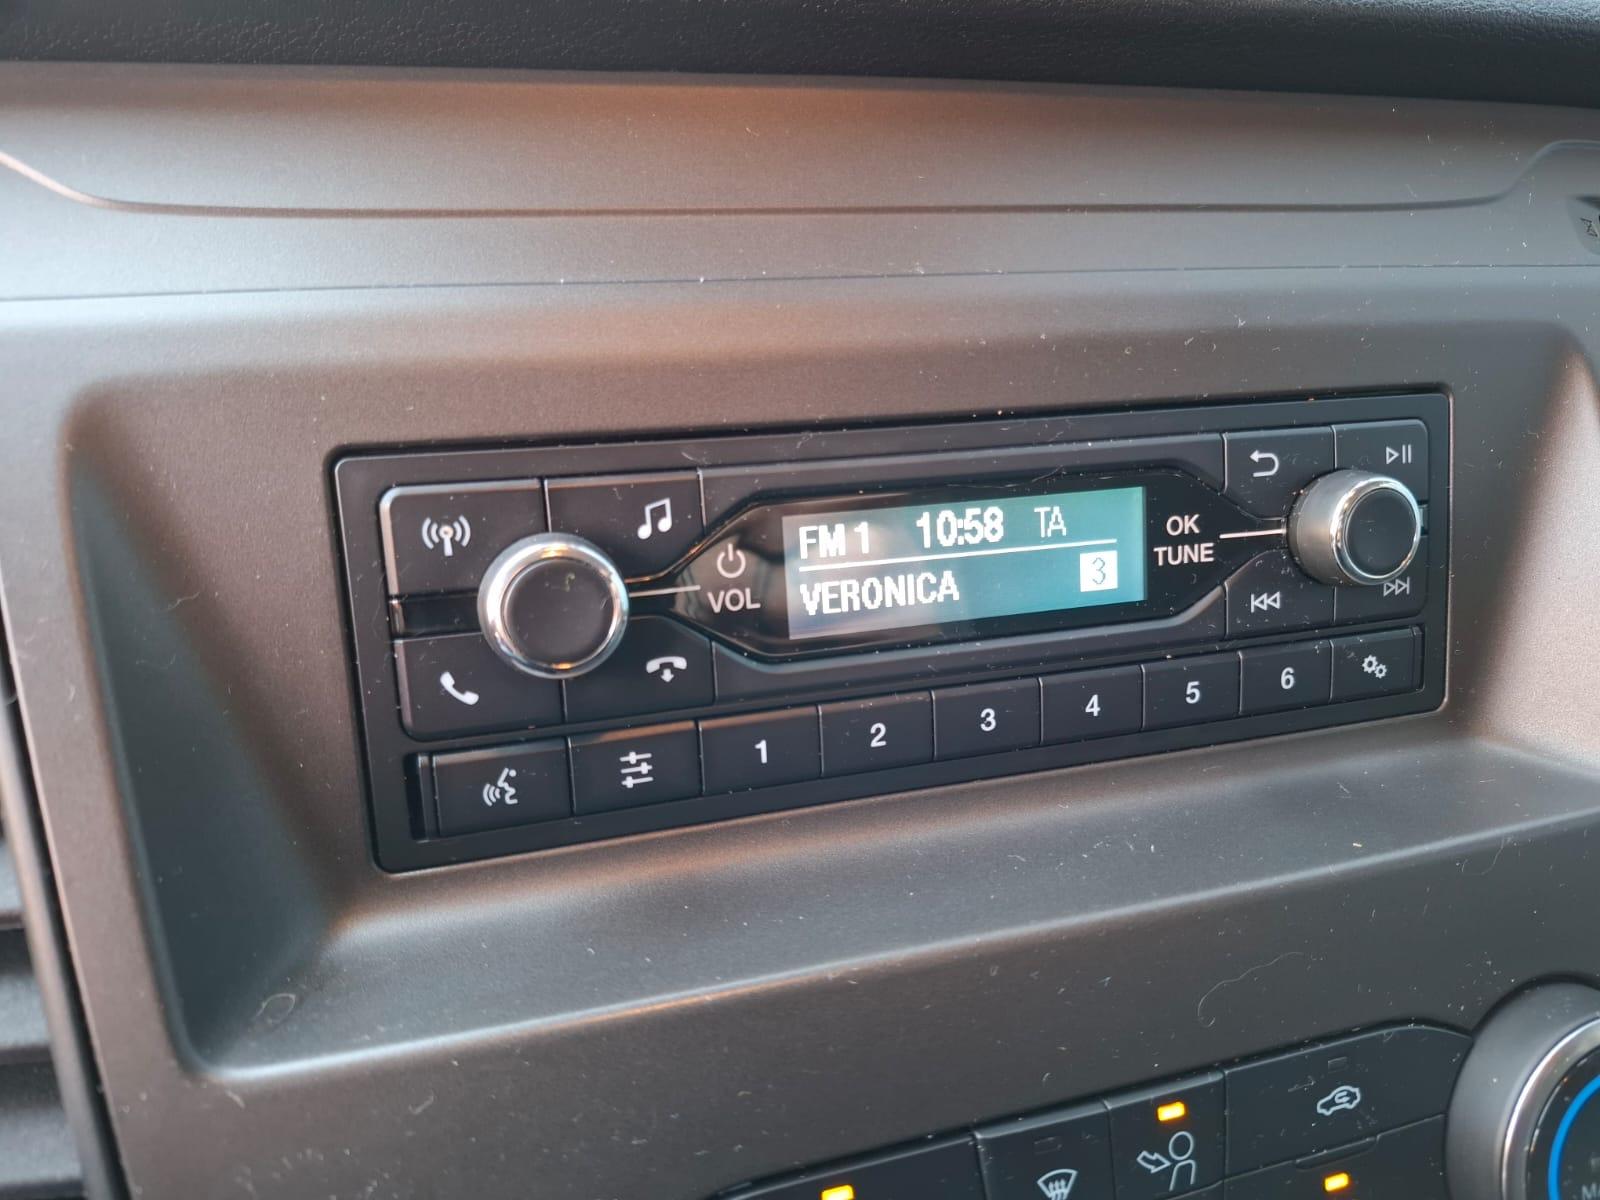 FM 1 10:58 TA
VERONICA 3
VOL
OK
TUNE
1 2 3 4 5 6